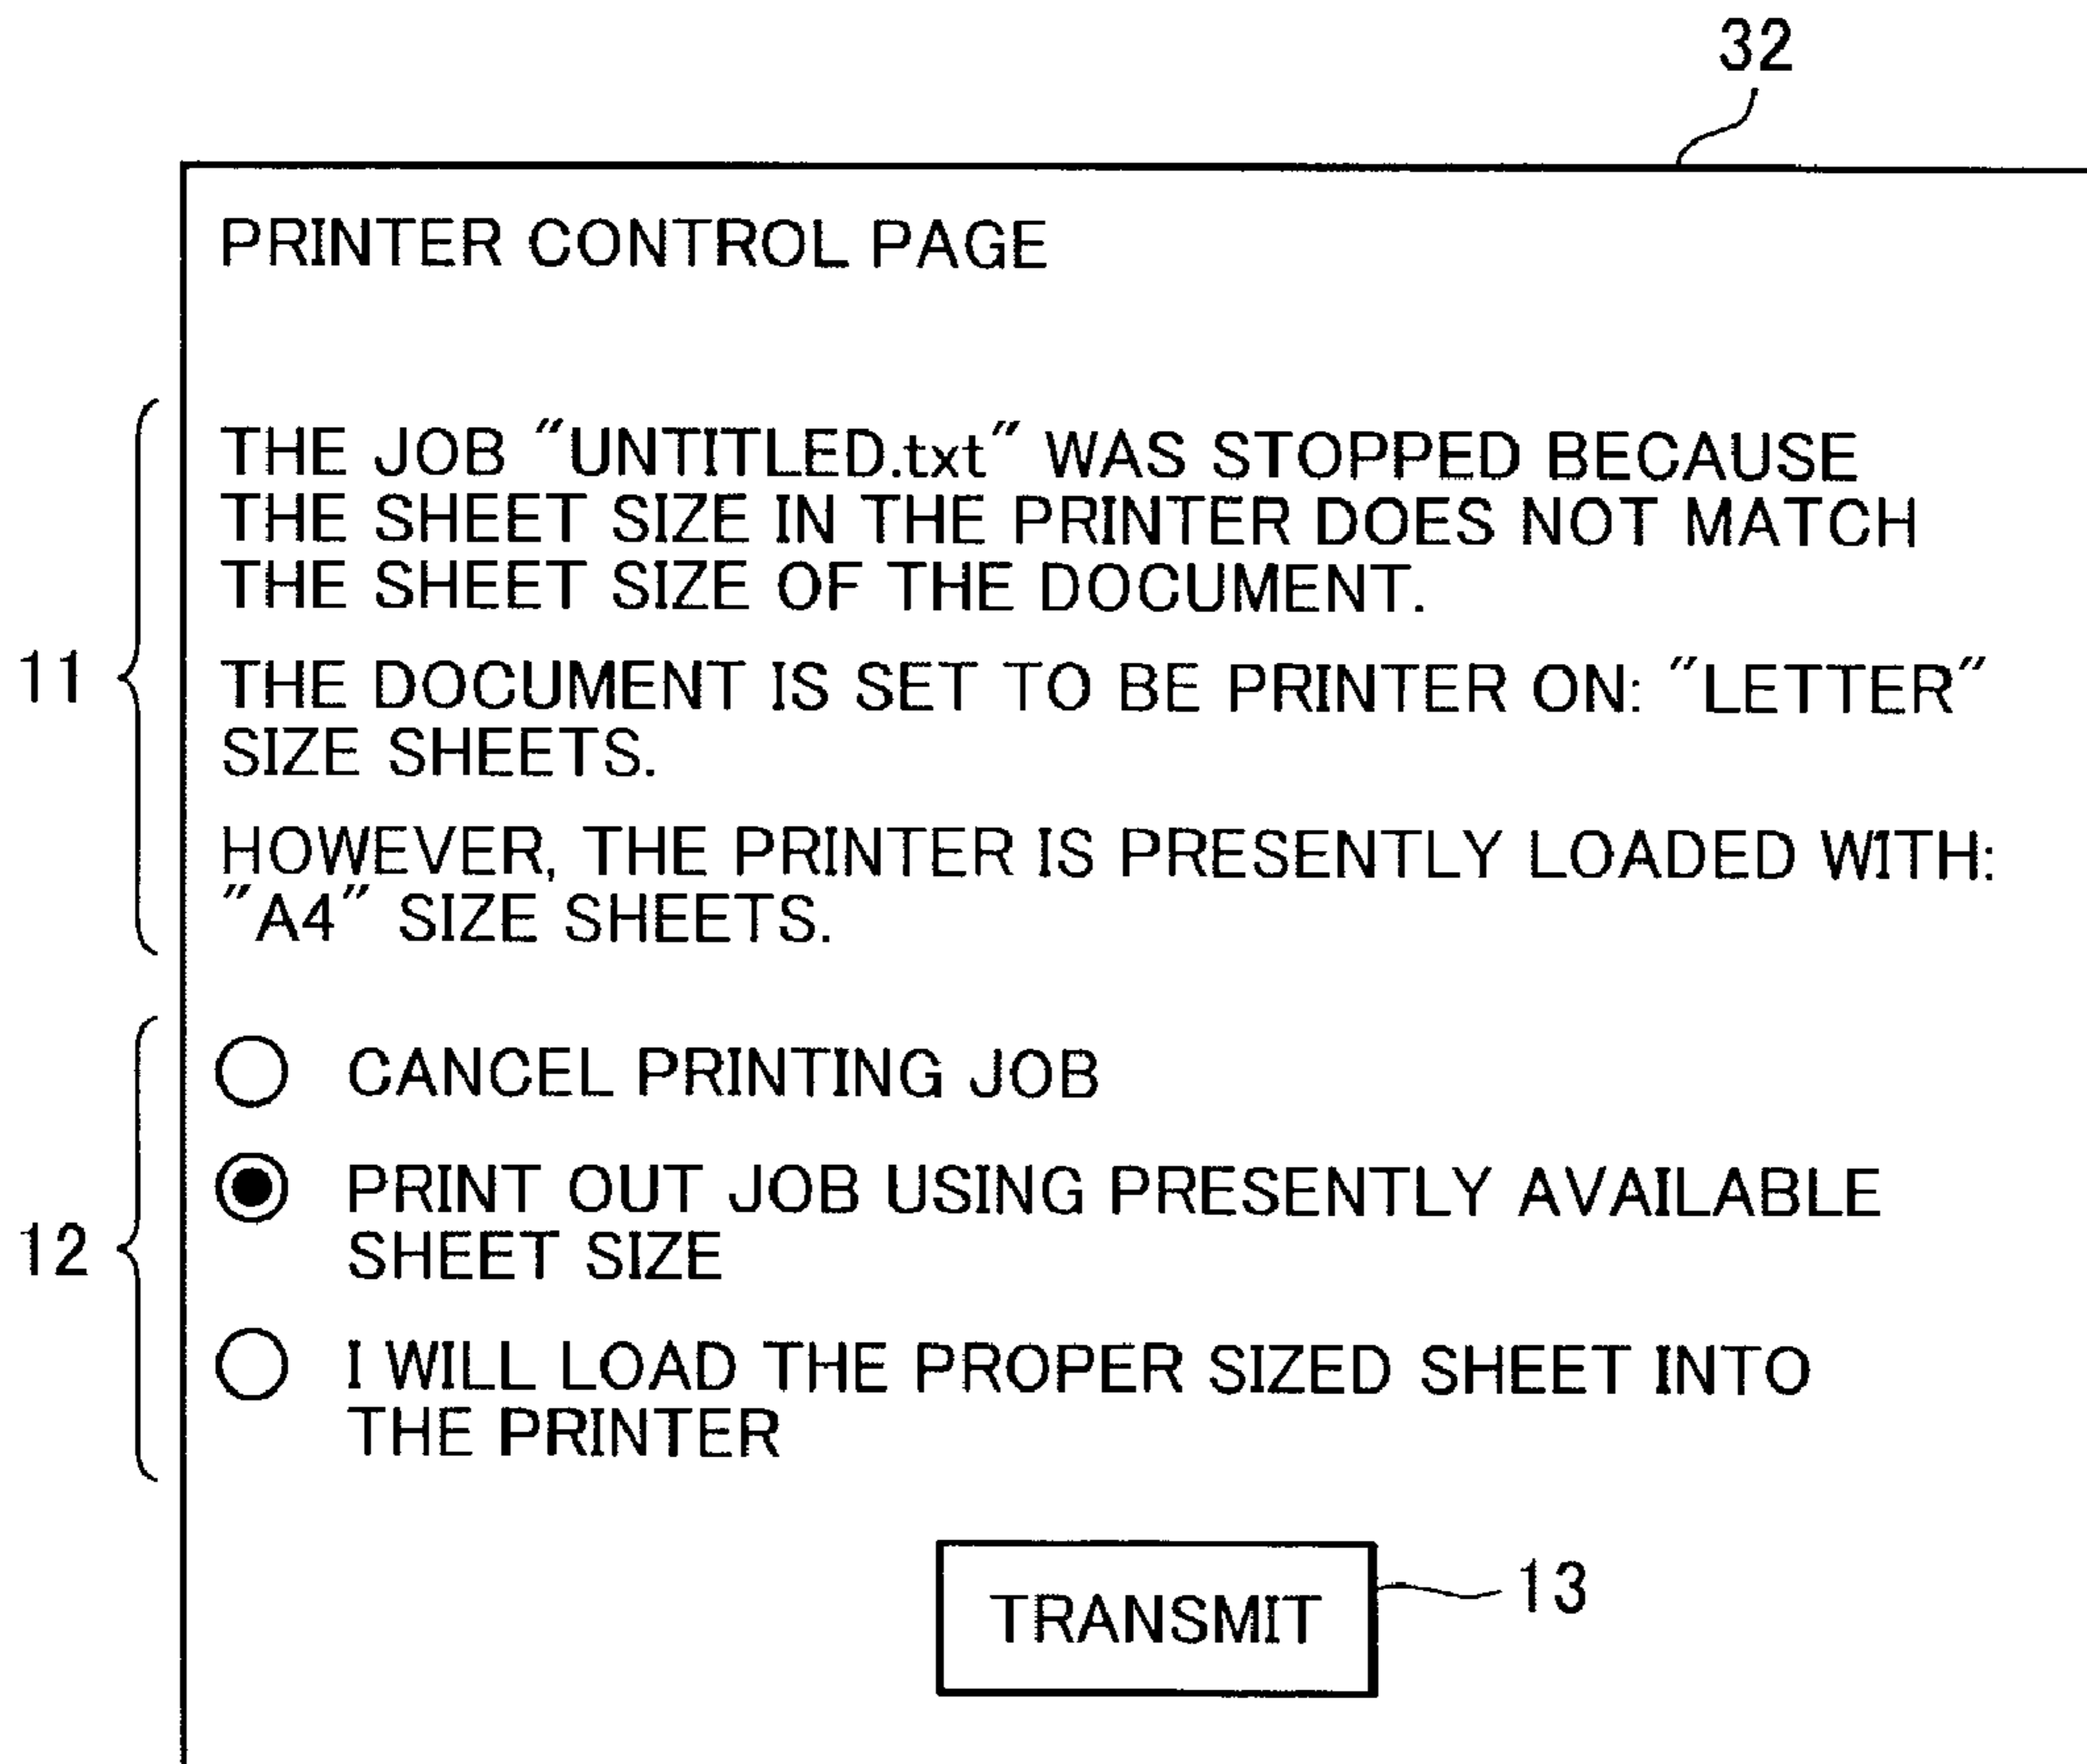 32
PRINTER CONTROL PAGE
THE JOB "UNTITLED.txt" WAS STOPPED BECAUSE
THE SHEET SIZE IN THE PRINTER DOES NOT MATCH
THE SHEET SIZE OF THE DOCUMENT.
11
THE DOCUMENT IS SET TO BE PRINTER ON: "LETTER"
SIZE SHEETS.
HOWEVER, THE PRINTER IS PRESENTLY LOADED WITH:
"A4" SIZE SHEETS.
CANCEL PRINTING JOB
PRINT OUT JOB USING PRESENTLY AVAILABLE
SHEET SIZE
12
I WILL LOAD THE PROPER SIZED SHEET INTO
THE PRINTER
TRANSMIT
13